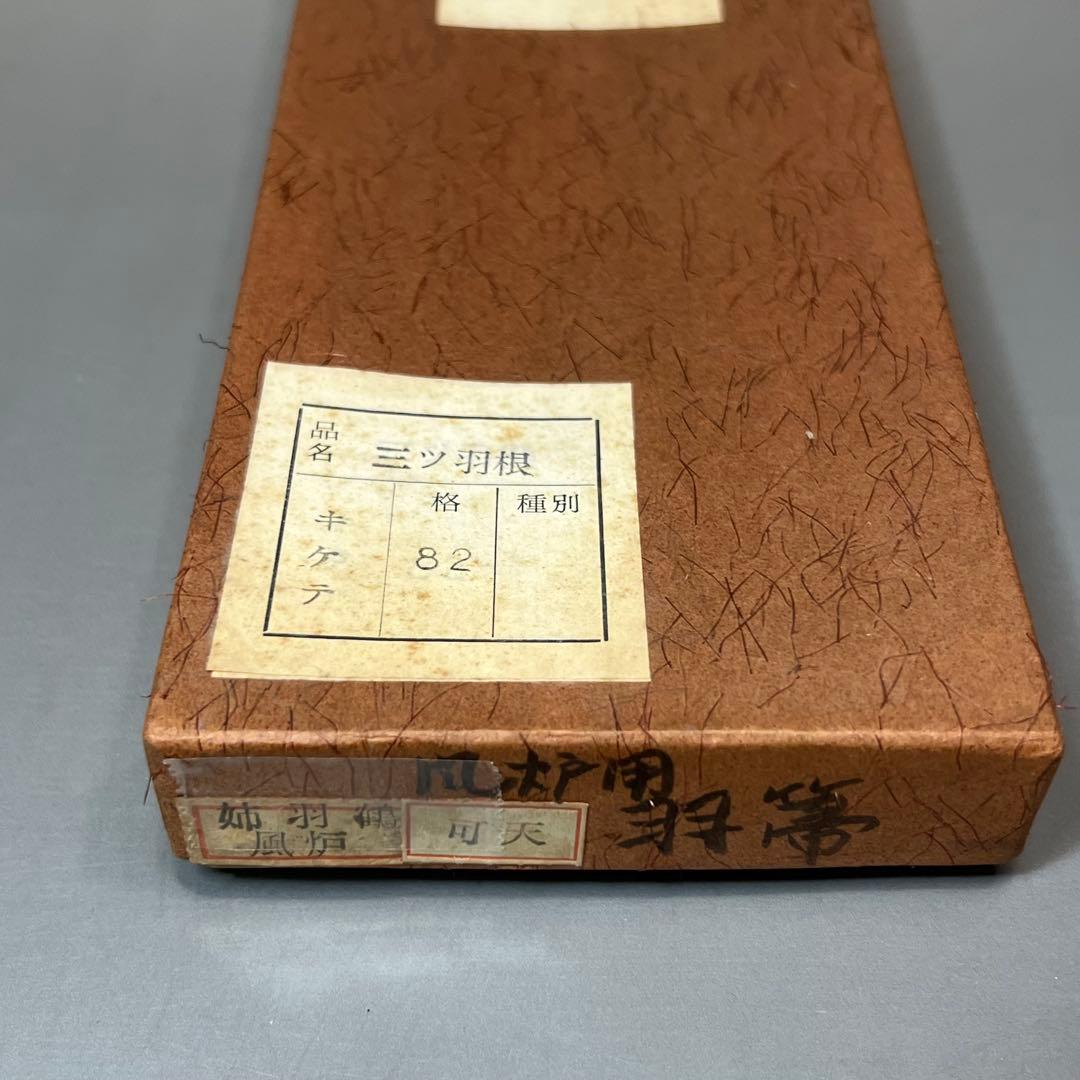 品名 三ツ羽根
格 種別
キケテ 82
風炉用
羽箒
姉羽鶴
風炉
可天